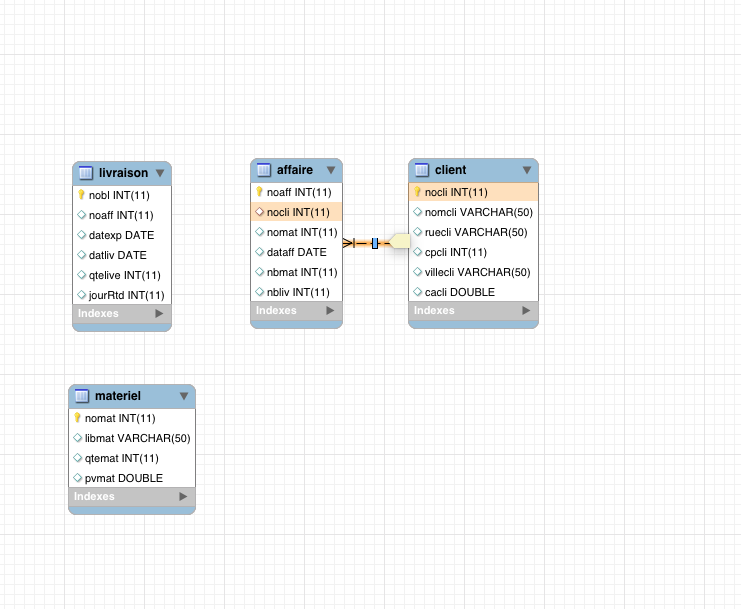 livraison
nobl INT(11)
noaff INT(11)
datexp DATE
datliv DATE
qtelive INT(11)
jourRtd INT(11)
Indexes
affaire
noaff INT(11)
nocli INT(11)
nomat INT(11)
dataff DATE
nbmat INT(11)
nbliv INT(11)
Indexes
client
nocli INT(11)
nomcli VARCHAR(50)
ruecli VARCHAR(50)
cpcli INT(11)
villecli VARCHAR(50)
cacli DOUBLE
Indexes
materiel
nomat INT(11)
libmat VARCHAR(50)
qtemat INT(11)
pvmat DOUBLE
Indexes